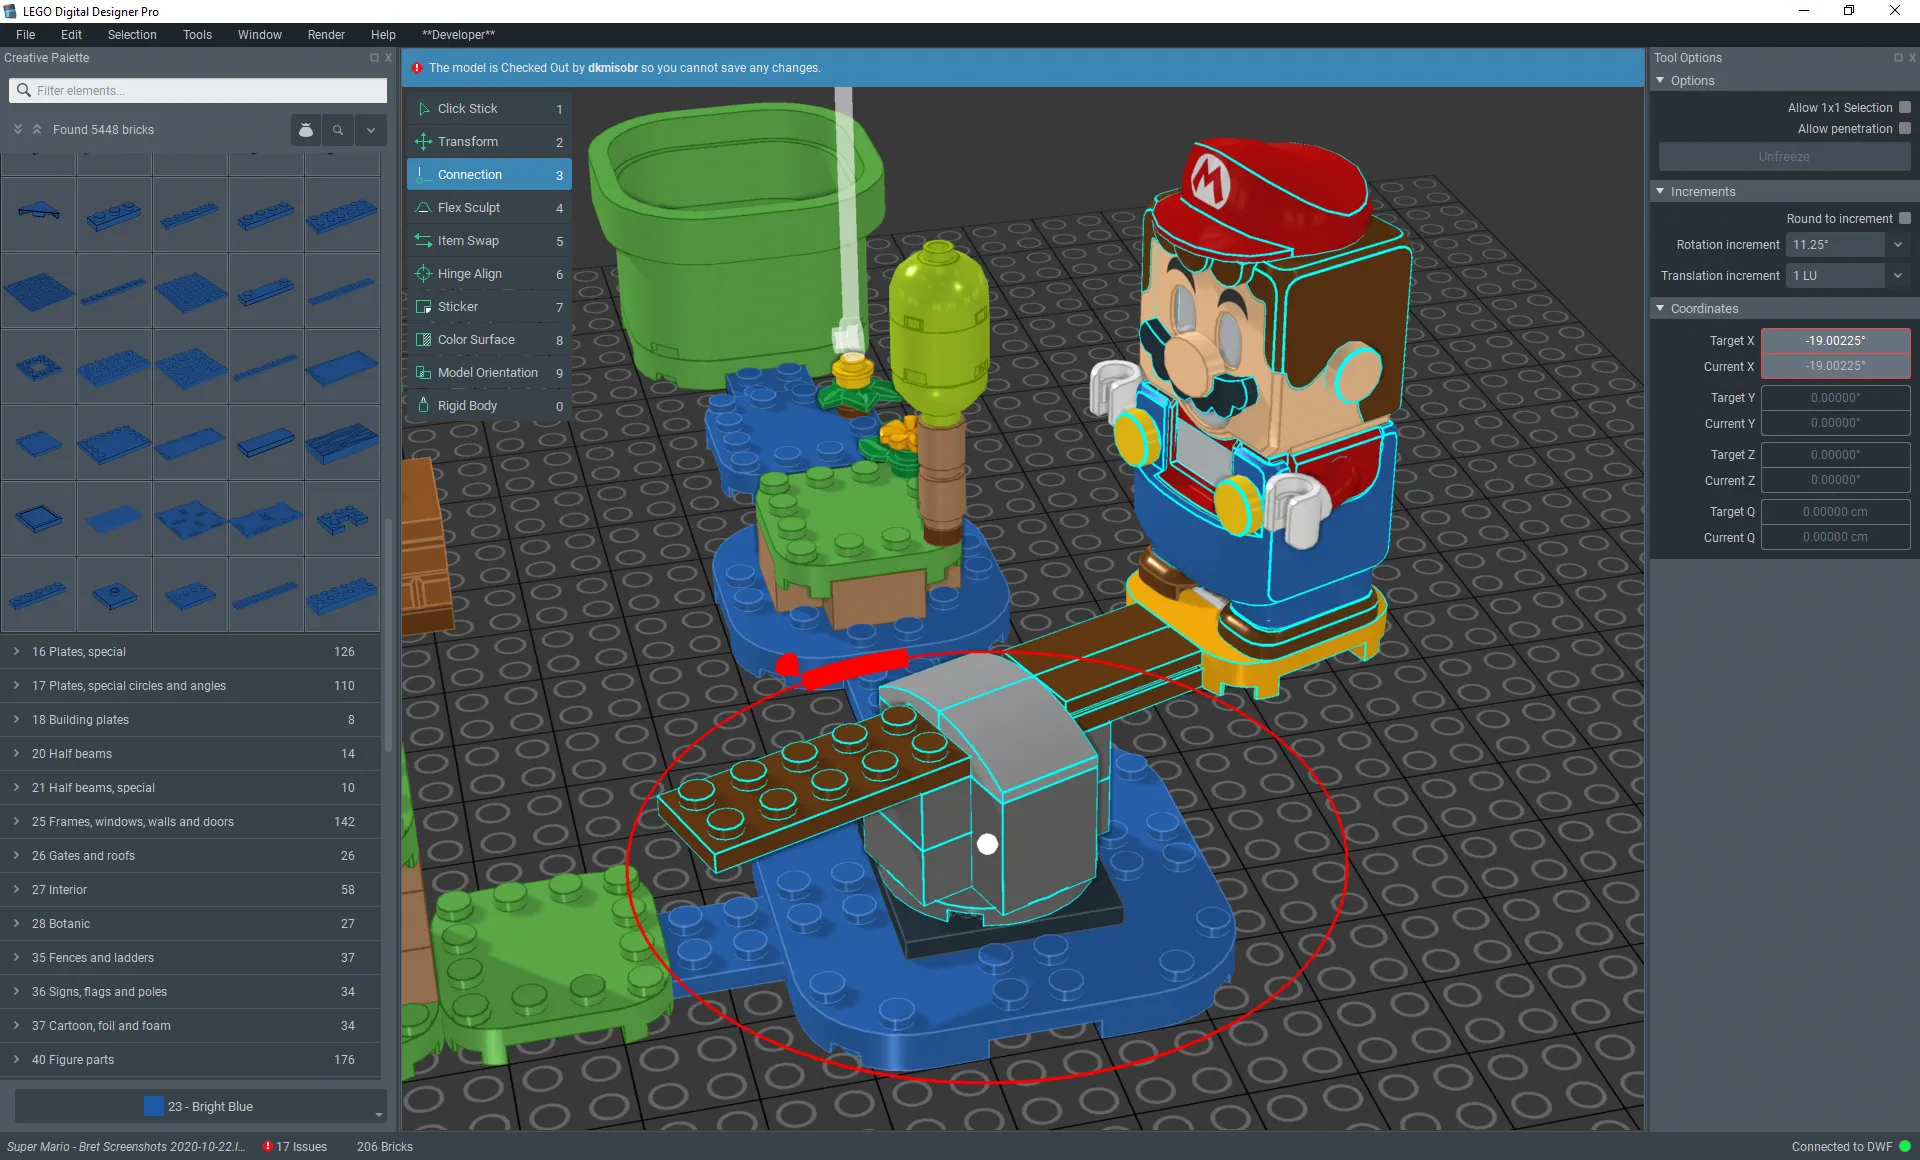 LEGO Digital Designer Pro
File Edit Selection Tools Window Render Help **Developer**
Creative Palette
Filter elements...
Found 5448 bricks
16 Plates, special 126
17 Plates, special circles and angles 110
18 Building plates 8
20 Half beams 14
21 Half beams, special 10
25 Frames, windows, walls and doors 142
26 Gates and roofs 26
27 Interior 58
28 Botanic 27
35 Fences and ladders 37
36 Signs, flags and poles 34
37 Cartoon, foil and foam 34
40 Figure parts 176
23 - Bright Blue
The model is Checked Out by dkmisobr so you cannot save any changes.
Click Stick 1
Transform 2
Connection 3
Flex Sculpt 4
Item Swap 5
Hinge Align 6
Sticker 7
Color Surface 8
Model Orientation 9
Rigid Body 0
M
Tool Options
Options
Allow 1x1 Selection
Allow penetration
Unfreeze
Increments
Round to increment
Rotation increment 11.25°
Translation increment 1 LU
Coordinates
Target X -19.00225°
Current X -19.00225°
Target Y 0.00000°
Current Y 0.00000°
Target Z 0.00000°
Current Z 0.00000°
Target Q 0.00000 cm
Current Q 0.00000 cm
Super Mario - Bret Screenshots 2020-10-22.l... 17 Issues 206 Bricks
Connected to DWF